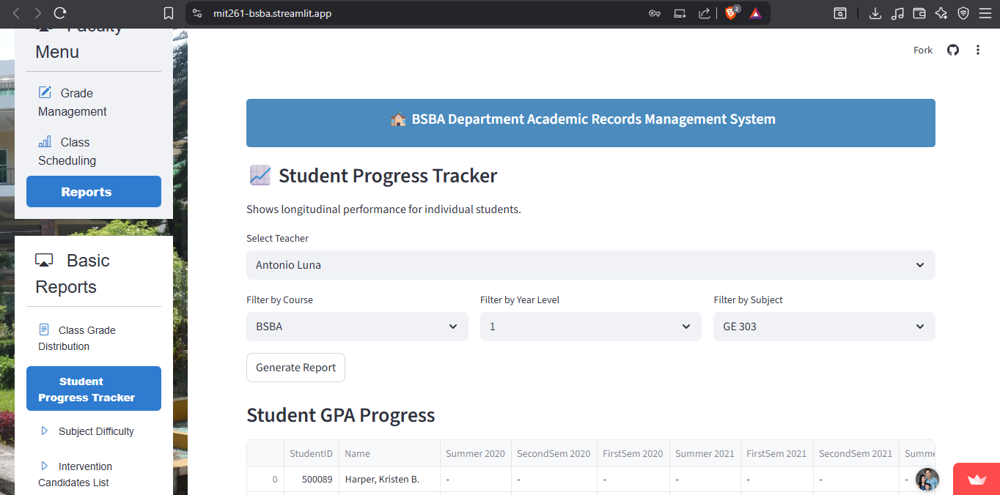 mit261-bsba.streamlit.app
2
Faculty
Menu
Grade
Management
Class
Scheduling
Reports
Basic
Reports
Class Grade
Distribution
Student
Progress Tracker
Subject Difficulty
Intervention
Candidates List
Fork
BSBA Department Academic Records Management System
Student Progress Tracker
Shows longitudinal performance for individual students.
Select Teacher
Antonio Luna
Filter by Course Filter by Year Level Filter by Subject
BSBA 1 GE 303
Generate Report
Student GPA Progress
StudentID Name Summer 2020 SecondSem 2020 FirstSem 2020 Summer 2021 FirstSem 2021 SecondSem 2021
0 500089 Harper, Kristen B. - - - - - - -